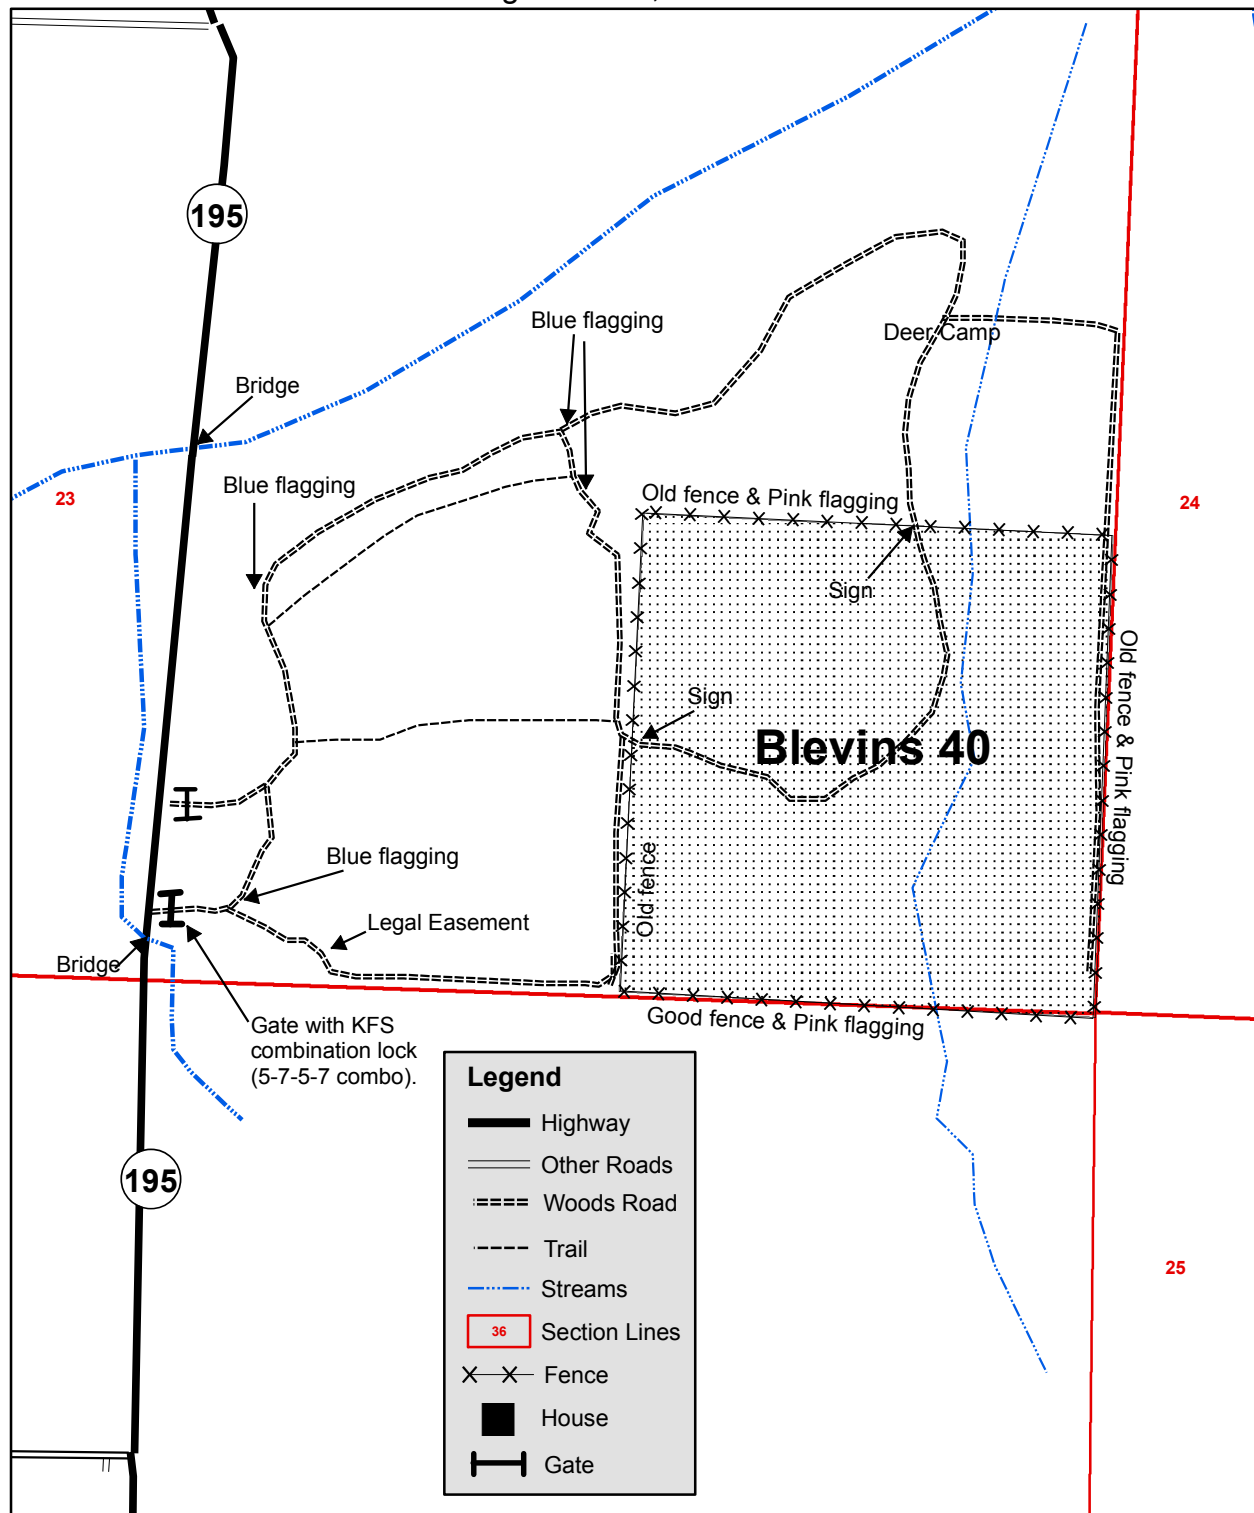 195
Blue flagging
Deer Camp
Bridge
Blue flagging
23
Old fence & Pink flagging
24
Sign
Old fence & Pink flagging
Sign
Blevins 40
Blue flagging
Old fence
Legal Easement
Bridge
Good fence & Pink flagging
Gate with KFS
combination lock
(5-7-5-7 combo).
195
25
Legend
Highway
Other Roads
Woods Road
Trail
Streams
36
Section Lines
Fence
House
Gate